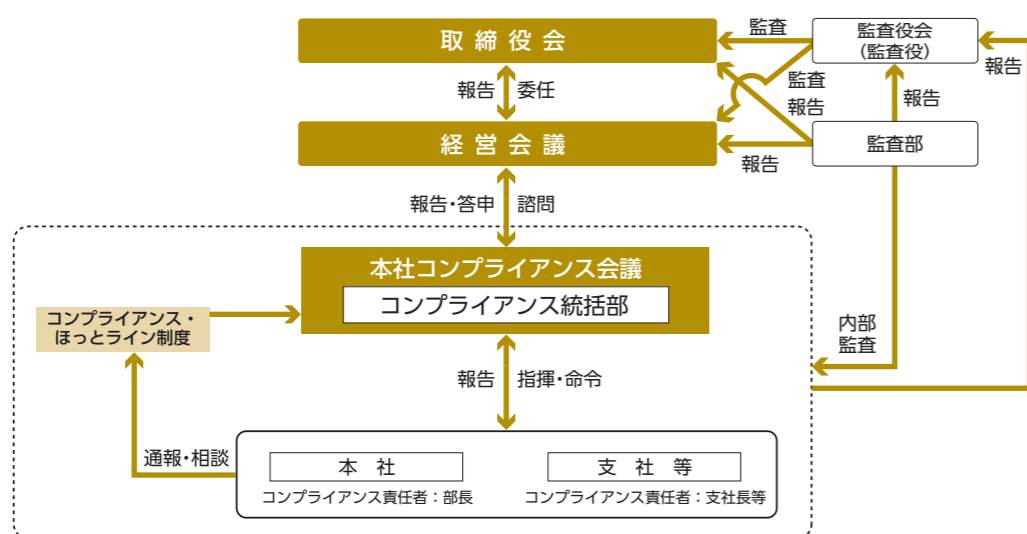 取締役会
監査
監査役会
(監査役)
報告
報告
委任
監査
報告
報告
経営会議
報告
監査部
報告・答申
諮問
本社コンプライアンス会議
コンプライアンス統括部
コンプライアンス・
ほっとライン制度
内部
監査
報告
指揮・命令
通報・相談
本社
支社等
コンプライアンス責任者：部長
コンプライアンス責任者：支社長等